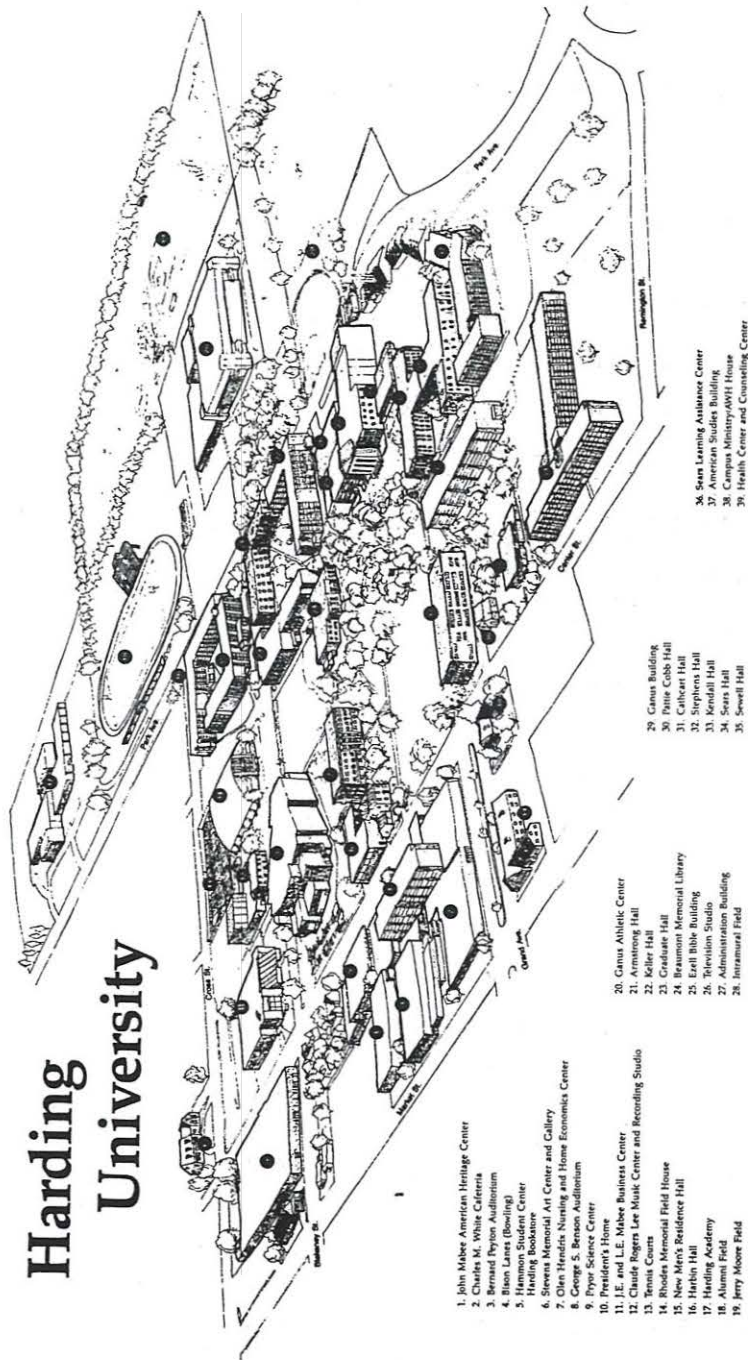 Harding
University
Park Ave.
Park Ave.
Remington St.
Center St.
Cross St.
Grand Ave.
Market St.
Blakeney St.
1. John Mabee American Heritage Center
2. Charles M. White Cafeteria
3. Bernard Peyton Auditorium
4. Bison Lanes (Bowling)
5. Hammon Student Center
Harding Bookstore
6. Stevens Memorial Art Center and Gallery
7. Olen Hendrix Nursing and Home Economics Center
8. George S. Benson Auditorium
9. Pryor Science Center
10. President's Home
11. J.E. and L.E. Mabee Business Center
12. Claude Rogers Lee Music Center and Recording Studio
13. Tennis Courts
14. Rhodes Memorial Field House
15. New Men's Residence Hall
16. Harbin Hall
17. Harding Academy
18. Alumni Field
19. Jerry Moore Field
20. Ganus Athletic Center
21. Armstrong Hall
22. Keller Hall
23. Graduate Hall
24. Beaumont Memorial Library
25. Ezell Bible Building
26. Television Studio
27. Administration Building
28. Intramural Field
29. Ganus Building
30. Pattie Cobb Hall
31. Cathcart Hall
32. Stephens Hall
33. Kendall Hall
34. Sears Hall
35. Sewell Hall
36. Sears Learning Assistance Center
37. American Studies Building
38. Campus Ministry/AWH House
39. Health Center and Counseling Center